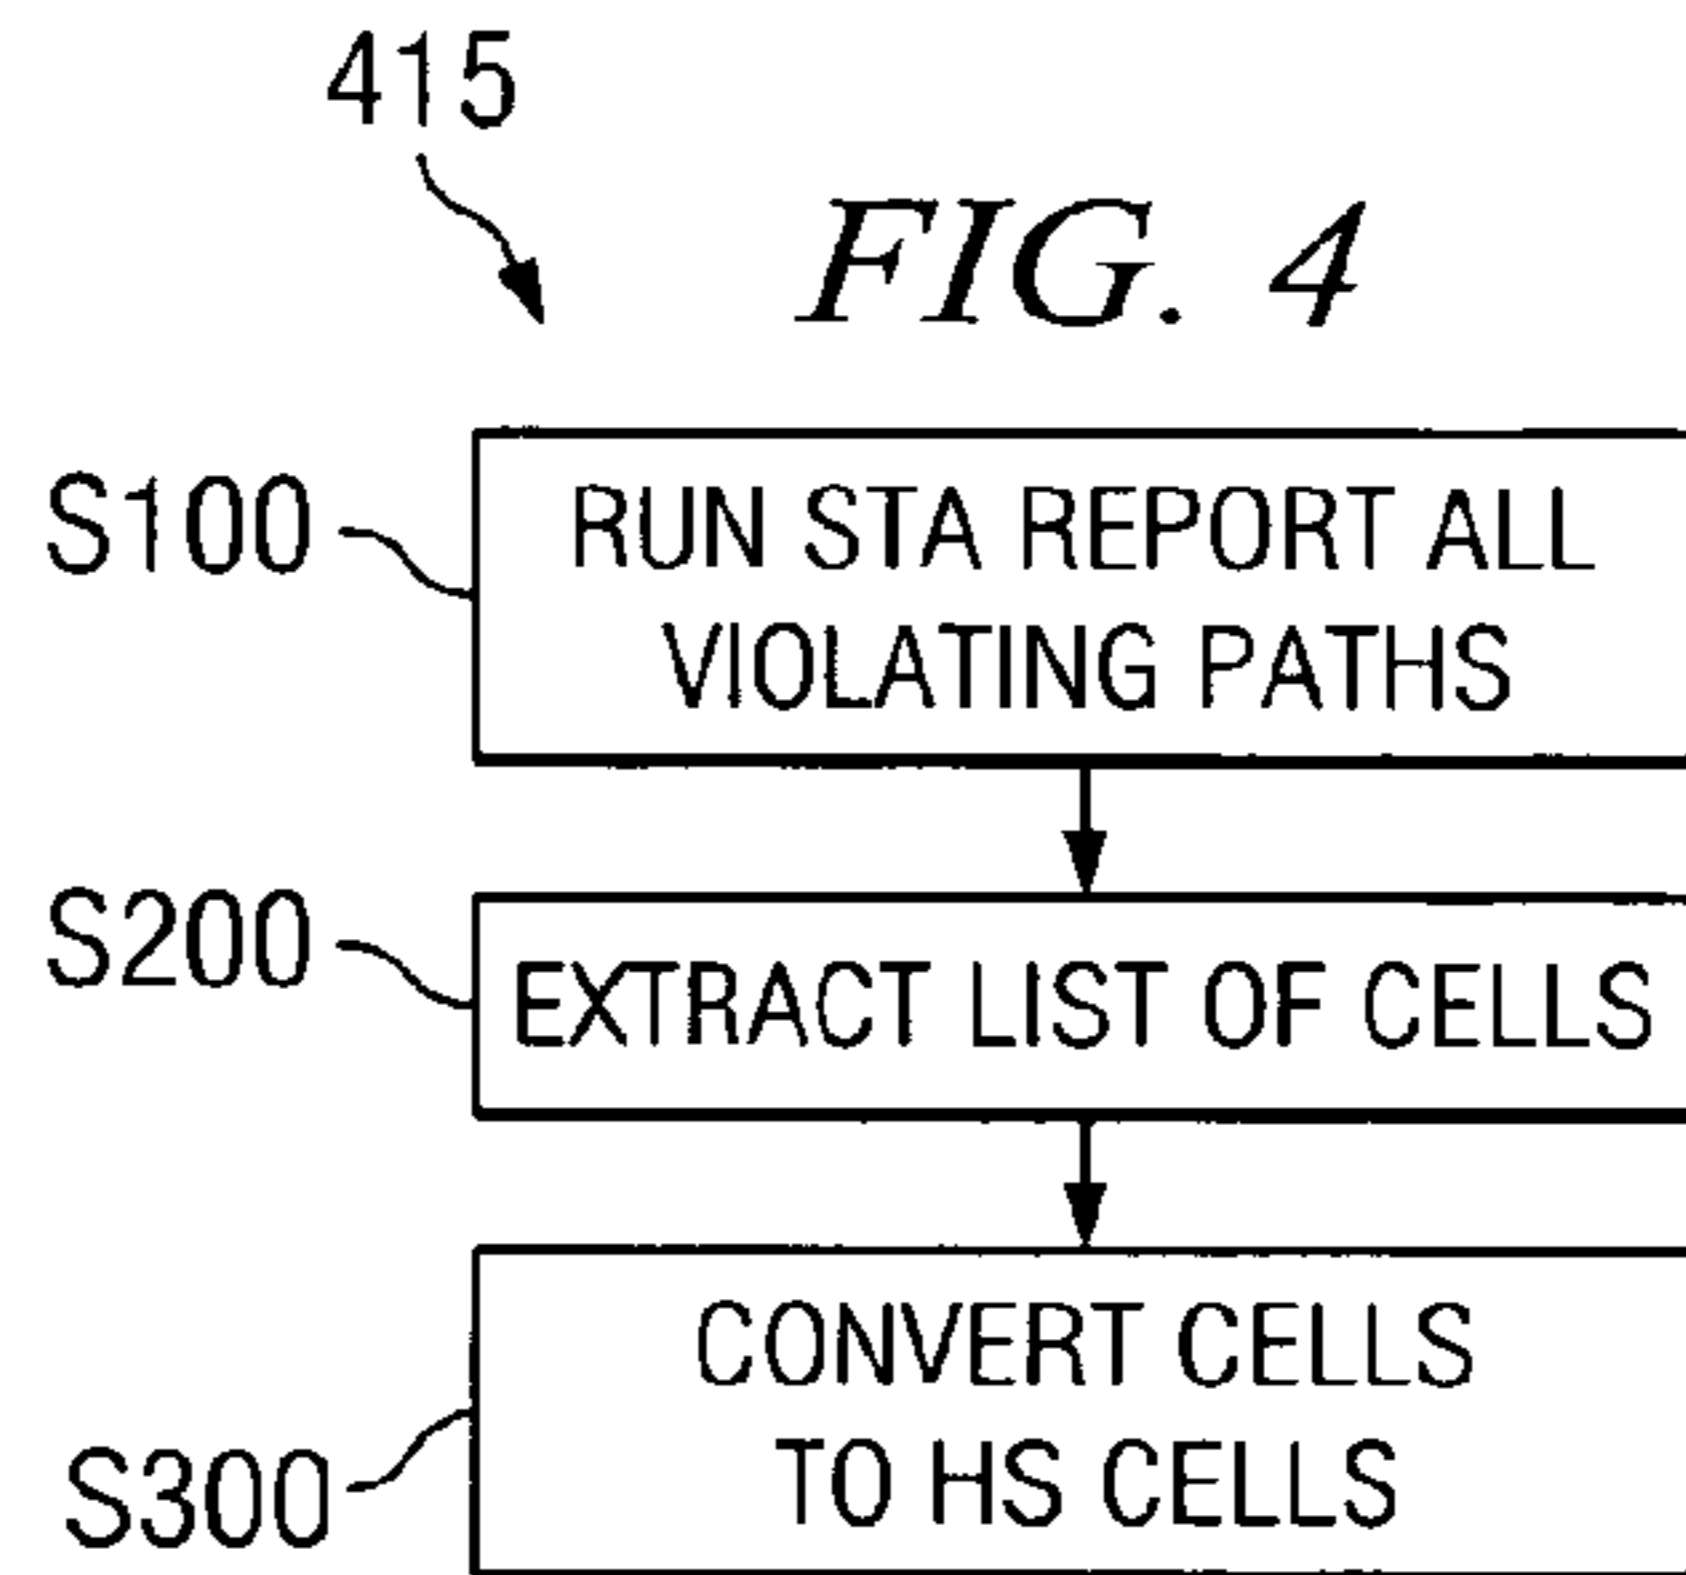 415
FIG. 4
S100
RUN STA REPORT ALL
VIOLATING PATHS
S200
EXTRACT LIST OF CELLS
S300
CONVERT CELLS
TO HS CELLS